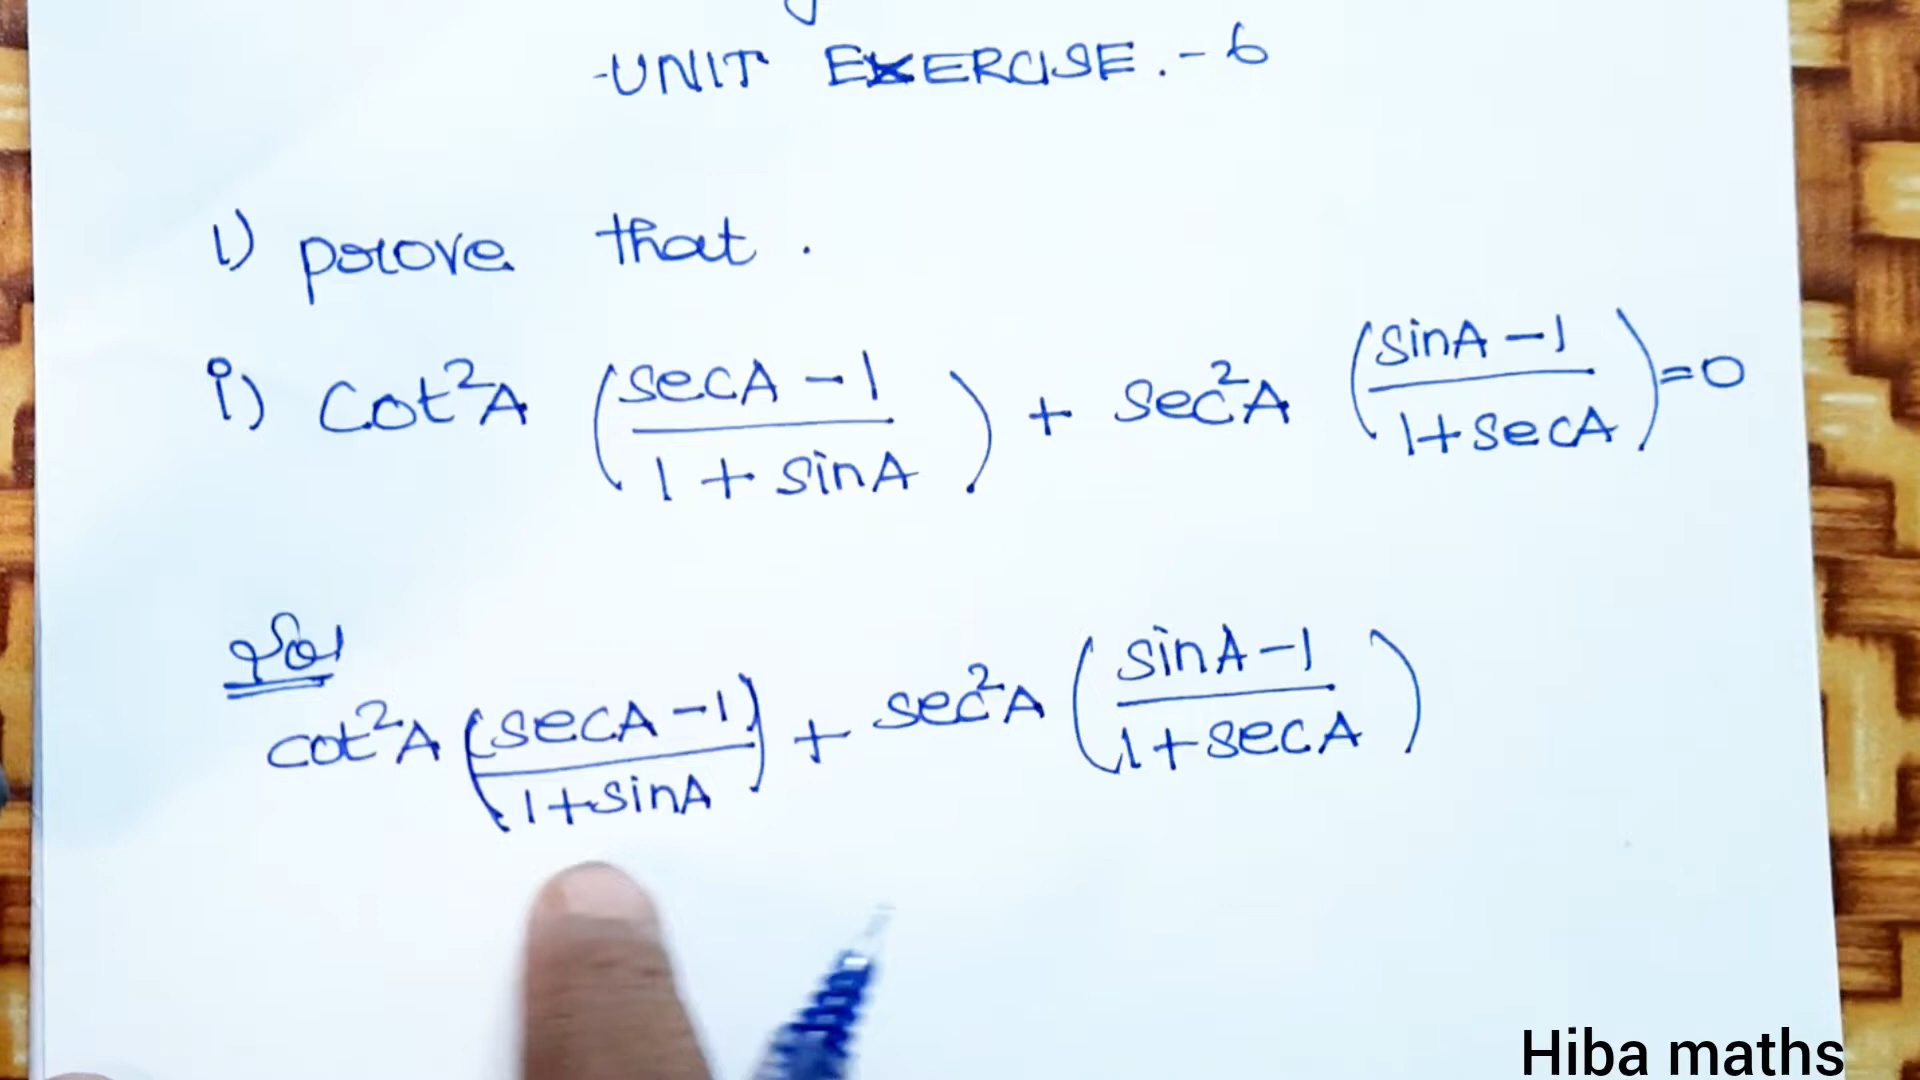 UNIT EXERCISE.-6
1) prove that.
i) cot²A (secA-1/1+sinA) + sec²A (sinA-1/1+secA)=0
Sol
cot²A (secA-1/1+sinA) + sec²A (sinA-1/1+secA)
Hiba maths